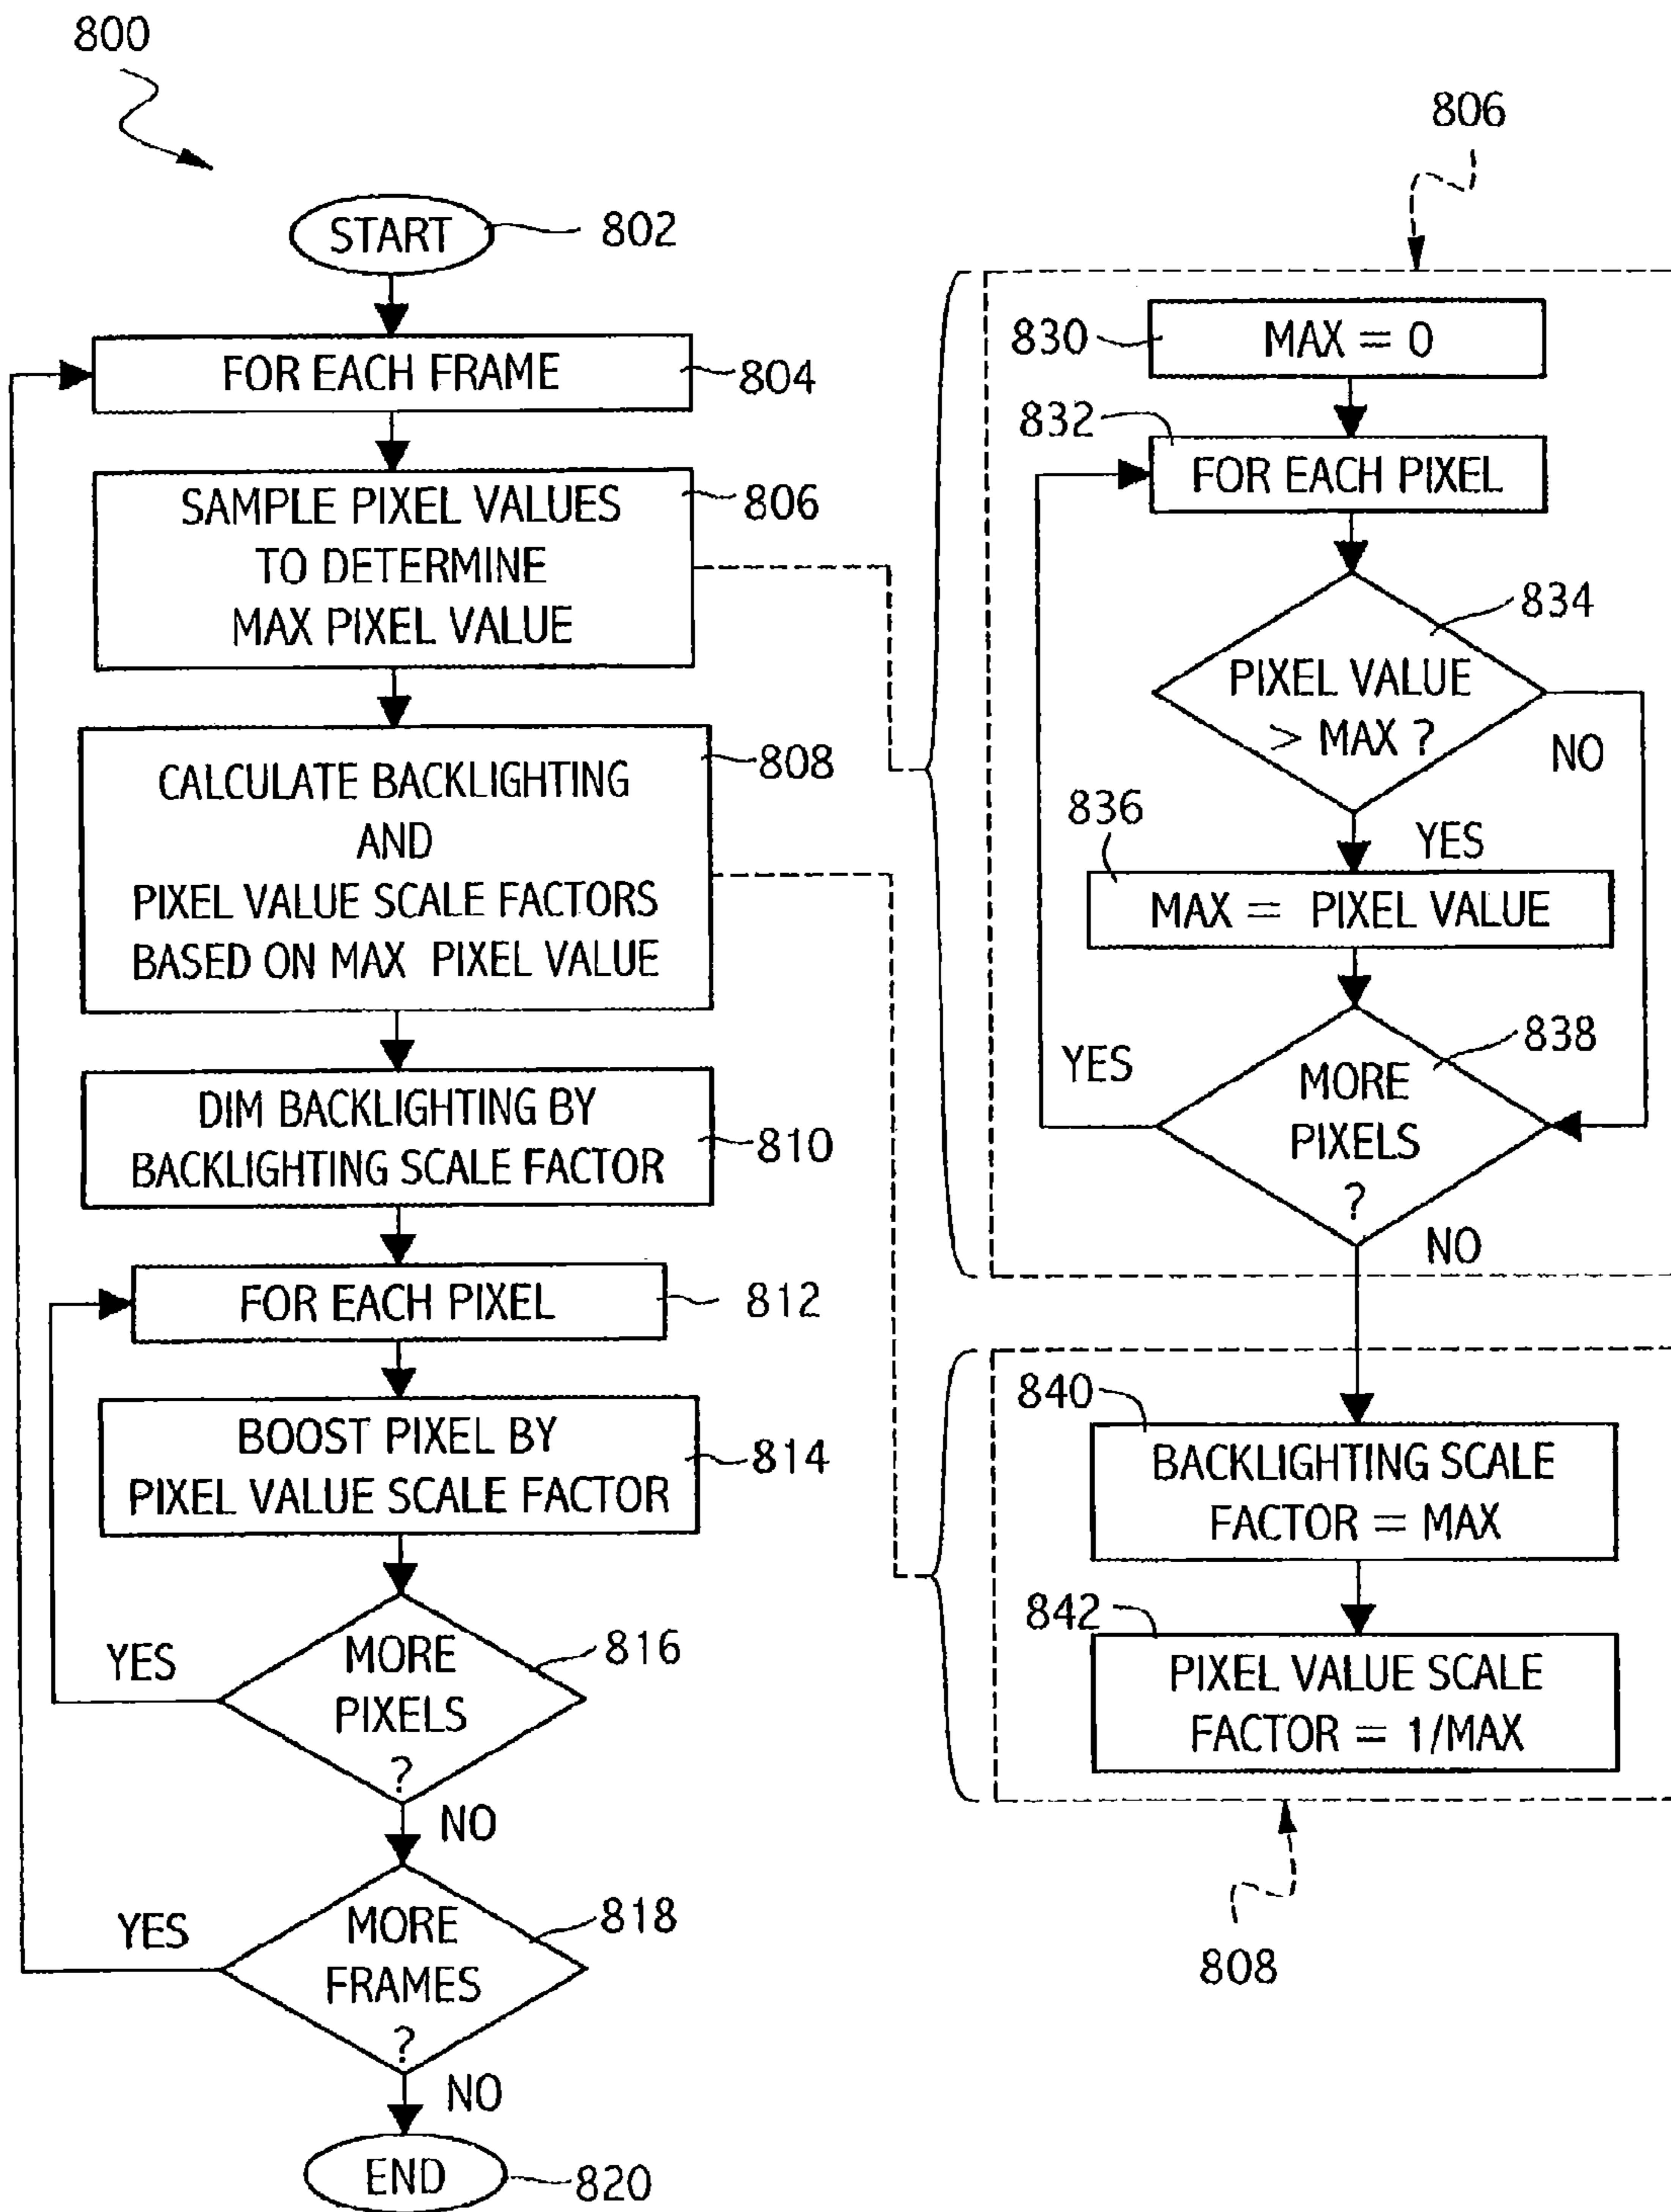 800
START
802
FOR EACH FRAME
804
SAMPLE PIXEL VALUES
TO DETERMINE
MAX PIXEL VALUE
806
CALCULATE BACKLIGHTING
AND
PIXEL VALUE SCALE FACTORS
BASED ON MAX PIXEL VALUE
808
DIM BACKLIGHTING BY
BACKLIGHTING SCALE FACTOR
810
FOR EACH PIXEL
812
BOOST PIXEL BY
PIXEL VALUE SCALE FACTOR
814
MORE
PIXELS
?
816
YES
NO
MORE
FRAMES
?
818
YES
NO
END
820
806
830
MAX = 0
832
FOR EACH PIXEL
834
PIXEL VALUE
> MAX ?
NO
YES
836
MAX = PIXEL VALUE
838
MORE
PIXELS
?
YES
NO
840
BACKLIGHTING SCALE
FACTOR = MAX
842
PIXEL VALUE SCALE
FACTOR = 1/MAX
808